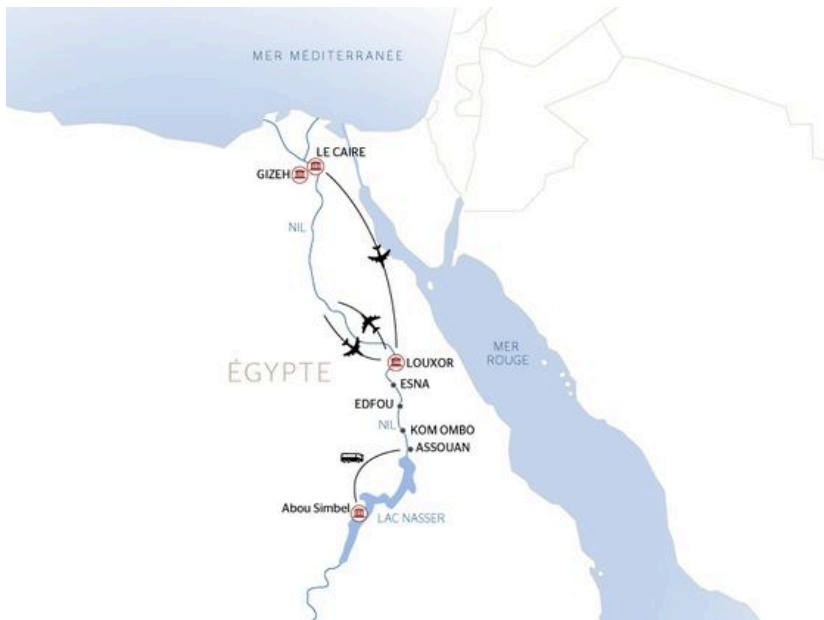 MER MÉDITERRANÉE
LE CAIRE
GIZEH
NIL
MER
ROUGE
LOUXOR
ÉGYPTE
ESNA
EDFOU
NIL
KOM OMBO
ASSOUAN
Abou Simbel
LAC NASSER